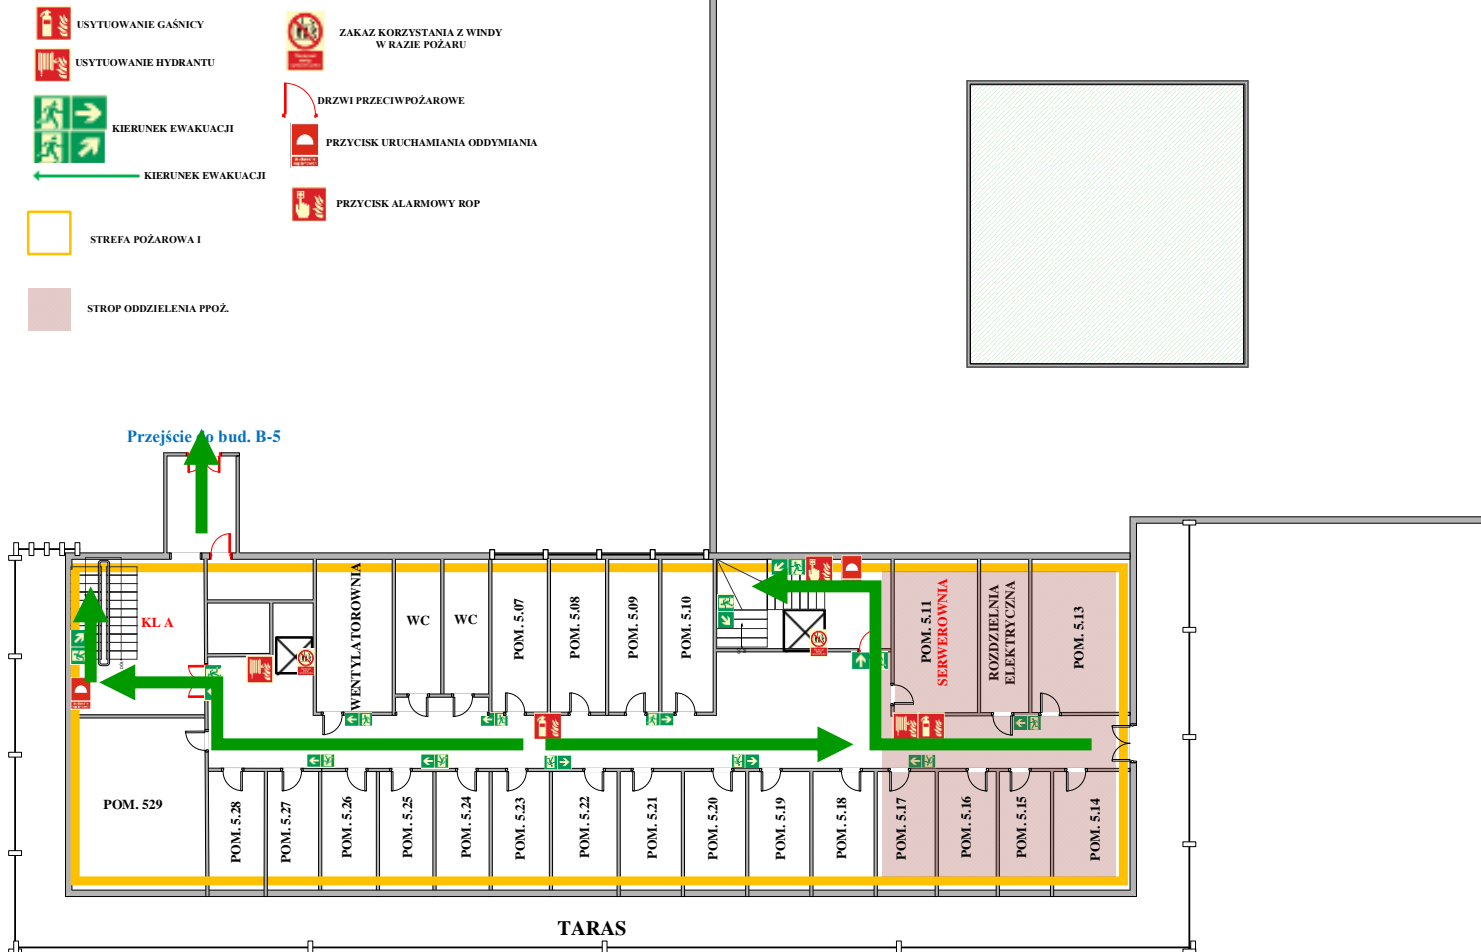 USYTUOWANIE GAŚNICY
USYTUOWANIE HYDRANTU
KIERUNEK EWAKUACJI
KIERUNEK EWAKUACJI
STREFA POŻAROWA I
STROP ODDZIELENIA PPOŻ.
ZAKAZ KORZYSTANIA Z WINDY
W RAZIE POŻARU
DRZWI PRZECIWPOŻAROWE
PRZYCISK URUCHAMIANIA ODDYMIANIA
PRZYCISK ALARMOWY ROP
Przejście do bud. B-5
KL A
WENTYLATOROWNIA
WC
WC
POM. 5.07
POM. 5.08
POM. 5.09
POM. 5.10
POM. 5.11
SERWEROWNIA
ROZDZIELNIA
ELEKTRYCZNA
POM. 5.13
POM. 529
POM. 5.28
POM. 5.27
POM. 5.26
POM. 5.25
POM. 5.24
POM. 5.23
POM. 5.22
POM. 5.21
POM. 5.20
POM. 5.19
POM. 5.18
POM. 5.17
POM. 5.16
POM. 5.15
POM. 5.14
TARAS